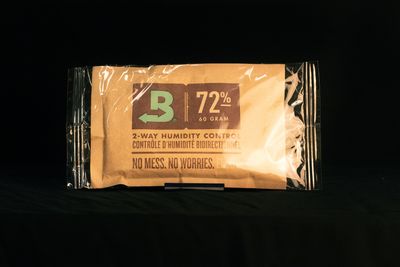 B 72%
60 GRAM
2-WAY HUMIDITY CONTROL
CONTRÔLE D'HUMIDITÉ BIDIRECTIONNEL
NO MESS. NO WORRIES.